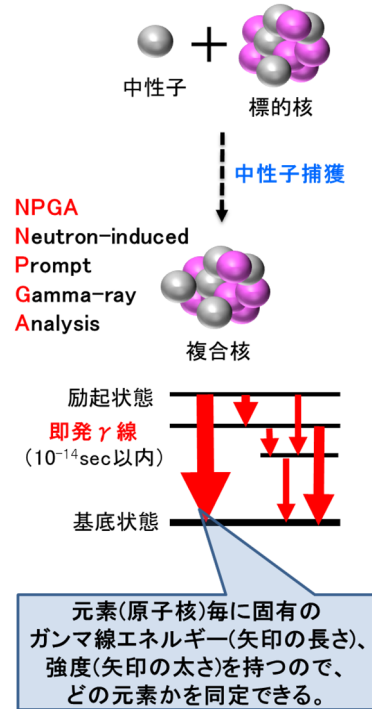 中性子
標的核
中性子捕獲
NPGA
Neutron-induced
Prompt
Gamma-ray
Analysis
複合核
励起状態
即発γ線
(10⁻¹⁴sec以内)
基底状態
元素(原子核)毎に固有の
ガンマ線エネルギー(矢印の長さ)、
強度(矢印の太さ)を持つので、
どの元素かを同定できる。